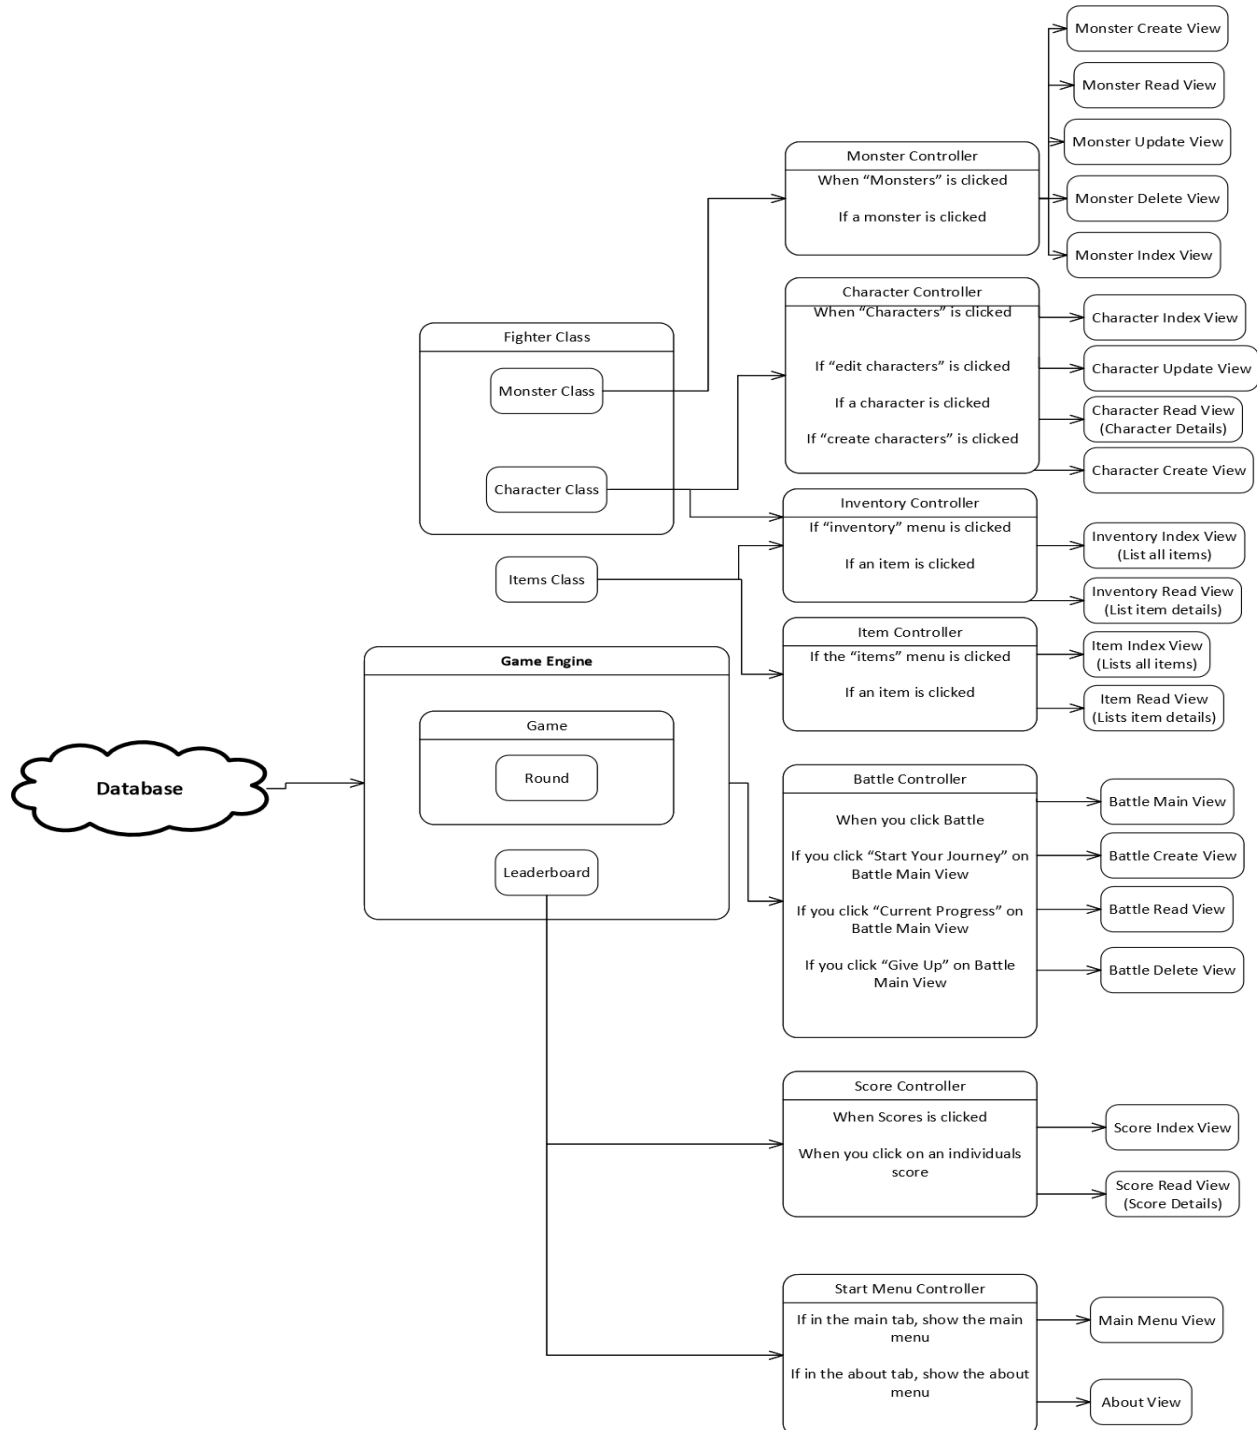 Monster Create View
Monster Read View
Monster Update View
Monster Delete View
Monster Index View
Monster Controller
When “Monsters” is clicked
If a monster is clicked
Character Controller
When “Characters” is clicked
If “edit characters” is clicked
If a character is clicked
If “create characters” is clicked
Character Index View
Character Update View
Character Read View
(Character Details)
Character Create View
Fighter Class
Monster Class
Character Class
Items Class
Inventory Controller
If “inventory” menu is clicked
If an item is clicked
Inventory Index View
(List all items)
Inventory Read View
(List item details)
Item Controller
If the “items” menu is clicked
If an item is clicked
Item Index View
(Lists all items)
Item Read View
(Lists item details)
Game Engine
Game
Round
Leaderboard
Database
Battle Controller
When you click Battle
If you click “Start Your Journey” on
Battle Main View
If you click “Current Progress” on
Battle Main View
If you click “Give Up” on Battle
Main View
Battle Main View
Battle Create View
Battle Read View
Battle Delete View
Score Controller
When Scores is clicked
When you click on an individuals
score
Score Index View
Score Read View
(Score Details)
Start Menu Controller
If in the main tab, show the main
menu
If in the about tab, show the about
menu
Main Menu View
About View